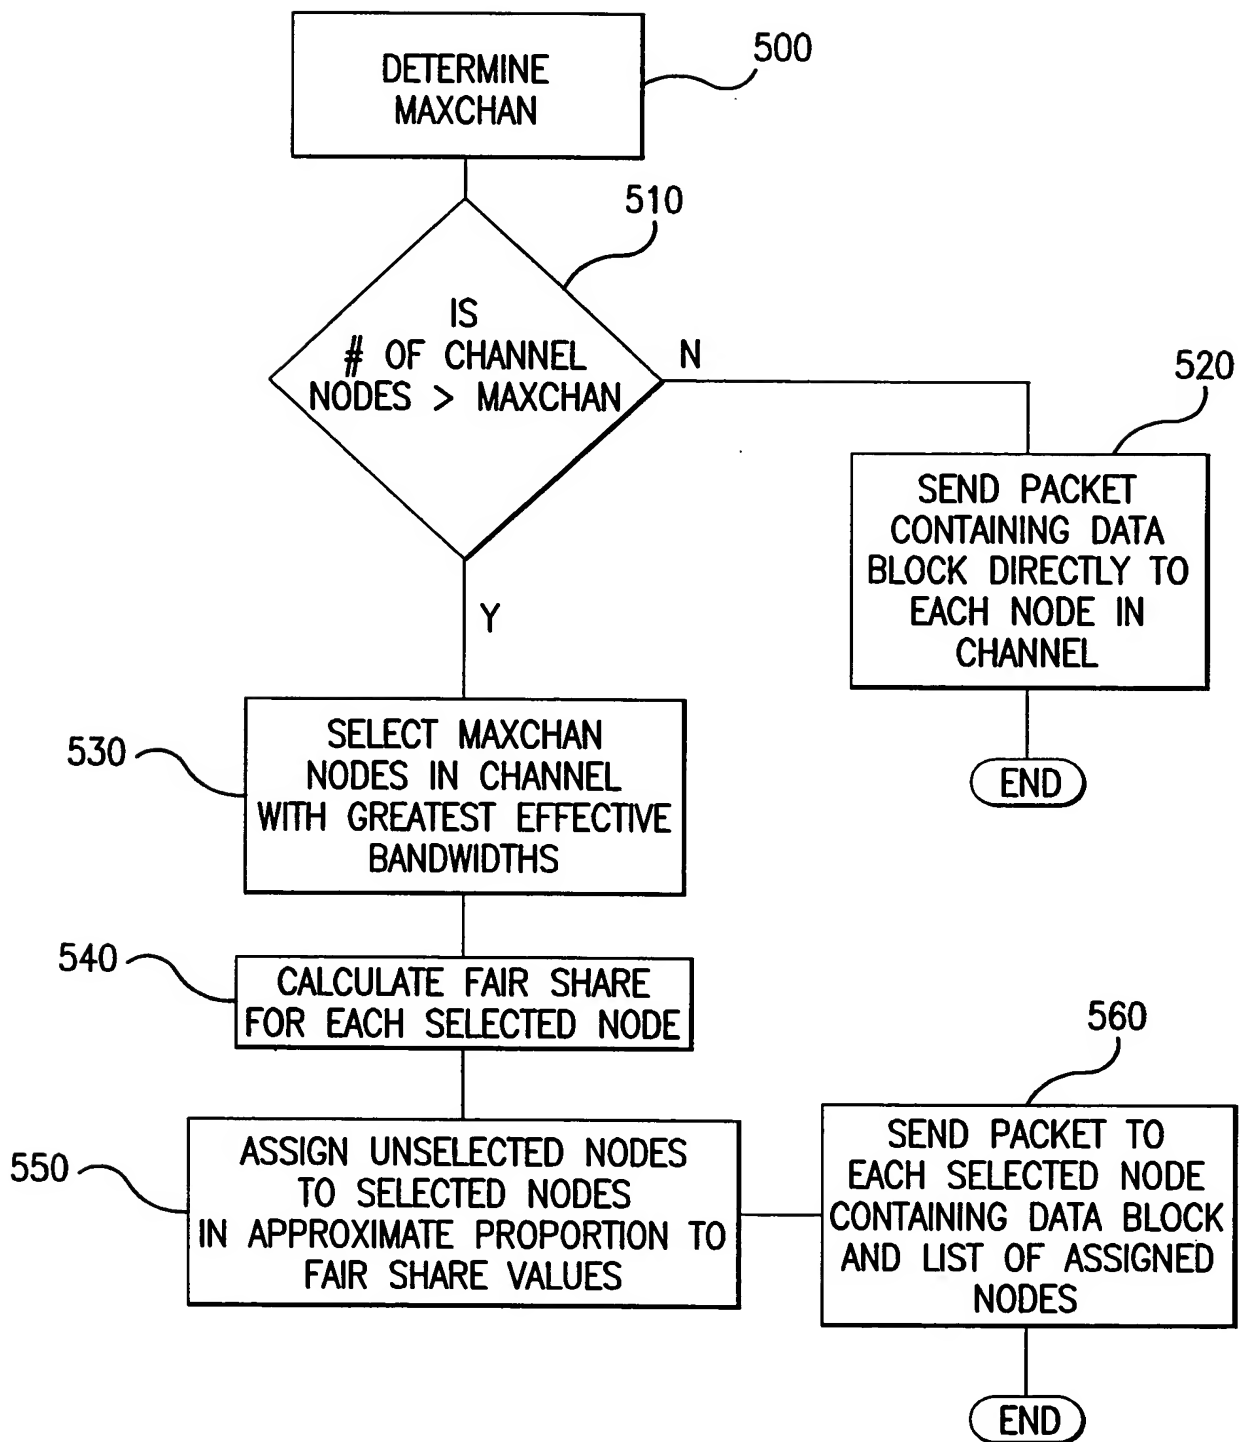 DETERMINE
MAXCHAN
500
510
IS
# OF CHANNEL
NODES > MAXCHAN
N
520
SEND PACKET
CONTAINING DATA
BLOCK DIRECTLY TO
EACH NODE IN
CHANNEL
END
Y
530
SELECT MAXCHAN
NODES IN CHANNEL
WITH GREATEST EFFECTIVE
BANDWIDTHS
540
CALCULATE FAIR SHARE
FOR EACH SELECTED NODE
550
ASSIGN UNSELECTED NODES
TO SELECTED NODES
IN APPROXIMATE PROPORTION TO
FAIR SHARE VALUES
560
SEND PACKET TO
EACH SELECTED NODE
CONTAINING DATA BLOCK
AND LIST OF ASSIGNED
NODES
END